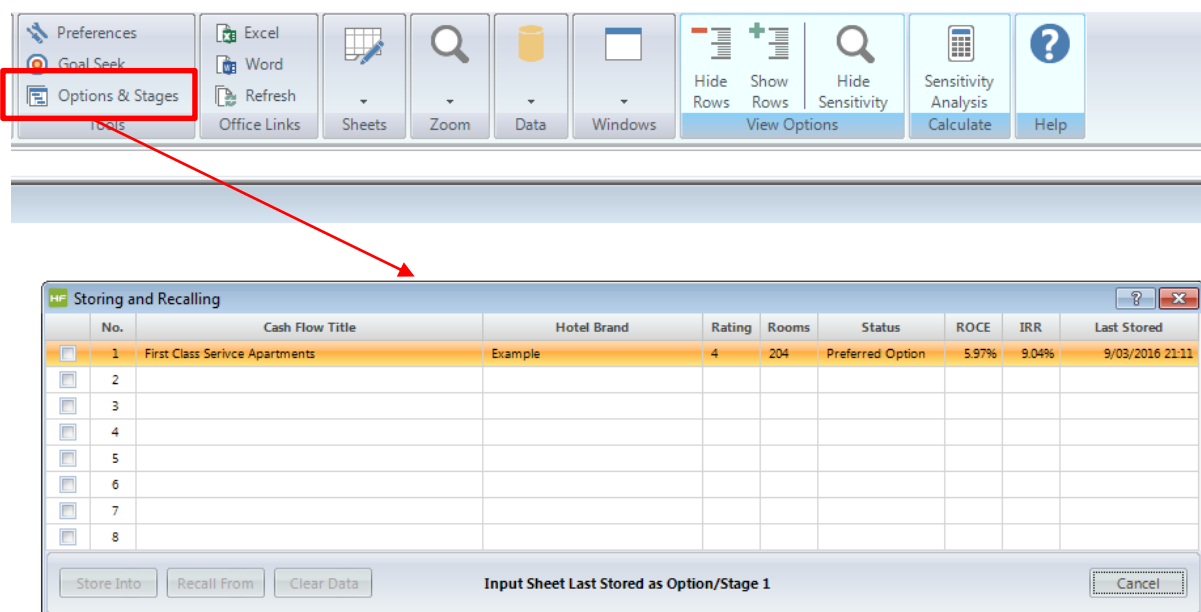 Preferences
Goal Seek
Options & Stages
Tools
Excel
Word
Refresh
Office Links
Sheets
Zoom
Data
Windows
Hide Rows
Show Rows
Hide Sensitivity
View Options
Sensitivity Analysis
Calculate
Help
HF Storing and Recalling
No. Cash Flow Title Hotel Brand Rating Rooms Status ROCE IRR Last Stored
1 First Class Serivce Apartments Example 4 204 Preferred Option 5.97% 9.04% 9/03/2016 21:11
2
3
4
5
6
7
8
Store Into Recall From Clear Data Input Sheet Last Stored as Option/Stage 1 Cancel